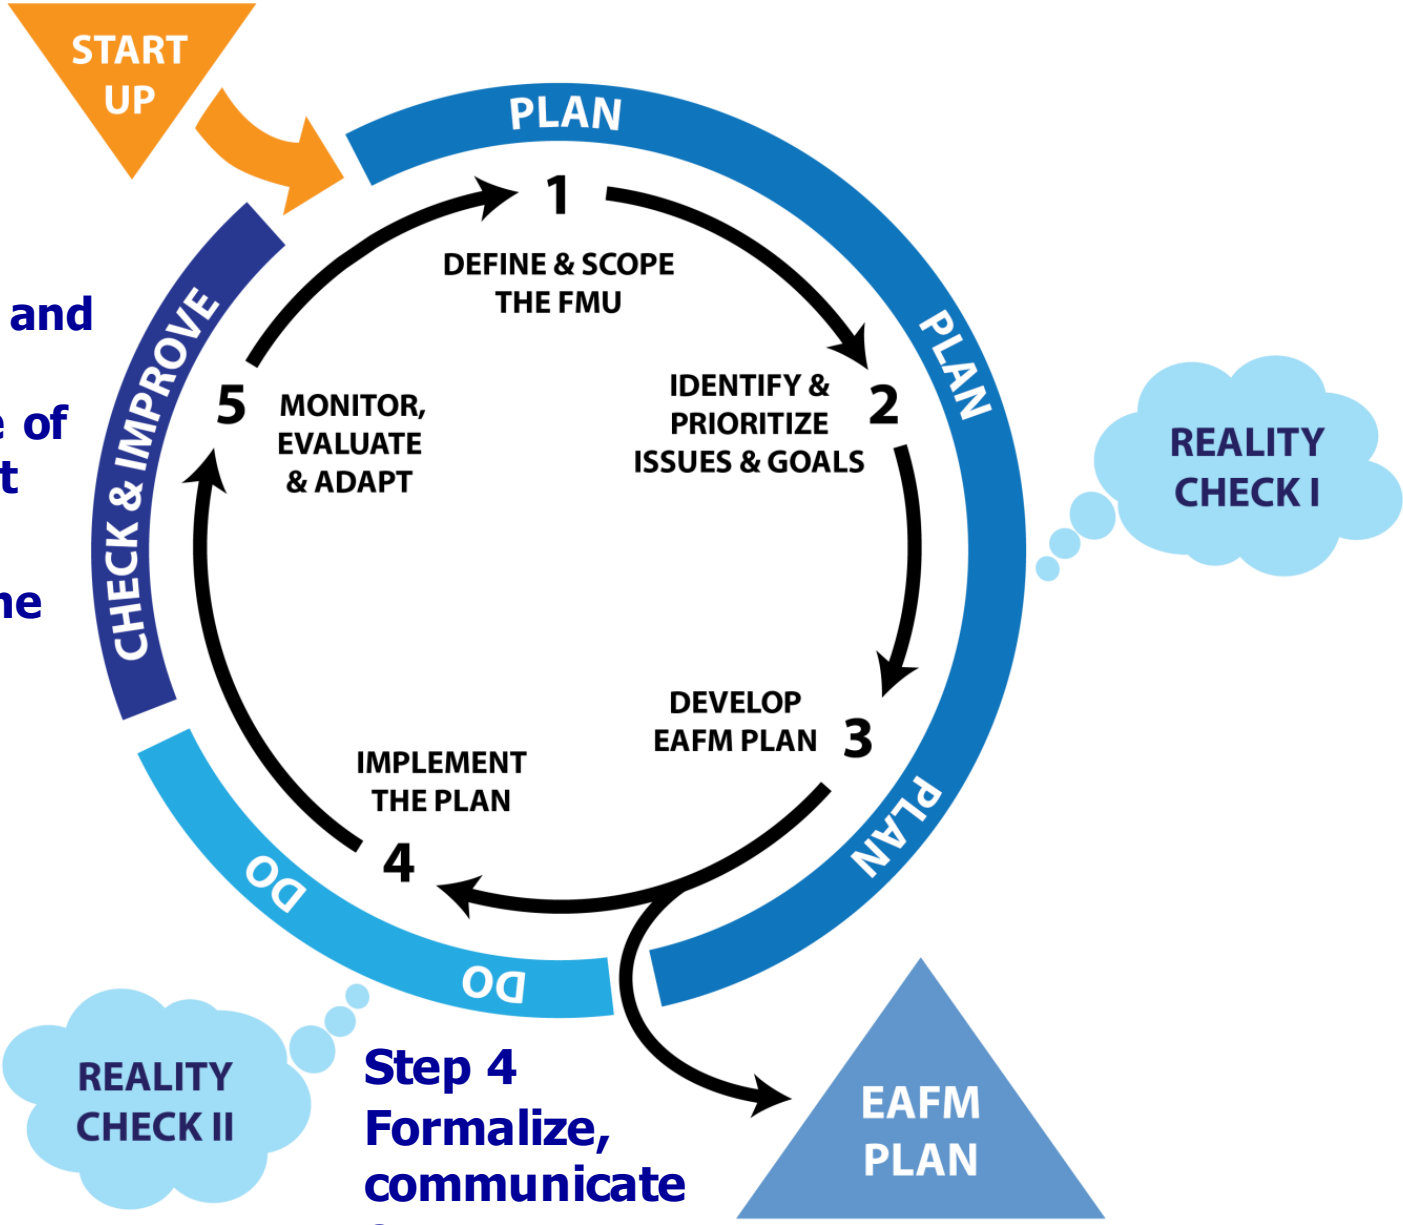 START
UP
PLAN
1
DEFINE & SCOPE
THE FMU
PLAN
2
IDENTIFY &
PRIORITIZE
ISSUES & GOALS
REALITY
CHECK I
DEVELOP
EAFM PLAN
3
PLAN
IMPLEMENT
THE PLAN
4
DO
DO
5
MONITOR,
EVALUATE
& ADAPT
CHECK & IMPROVE
and
of
REALITY
CHECK II
Step 4
Formalize,
communicate
EAFM
PLAN